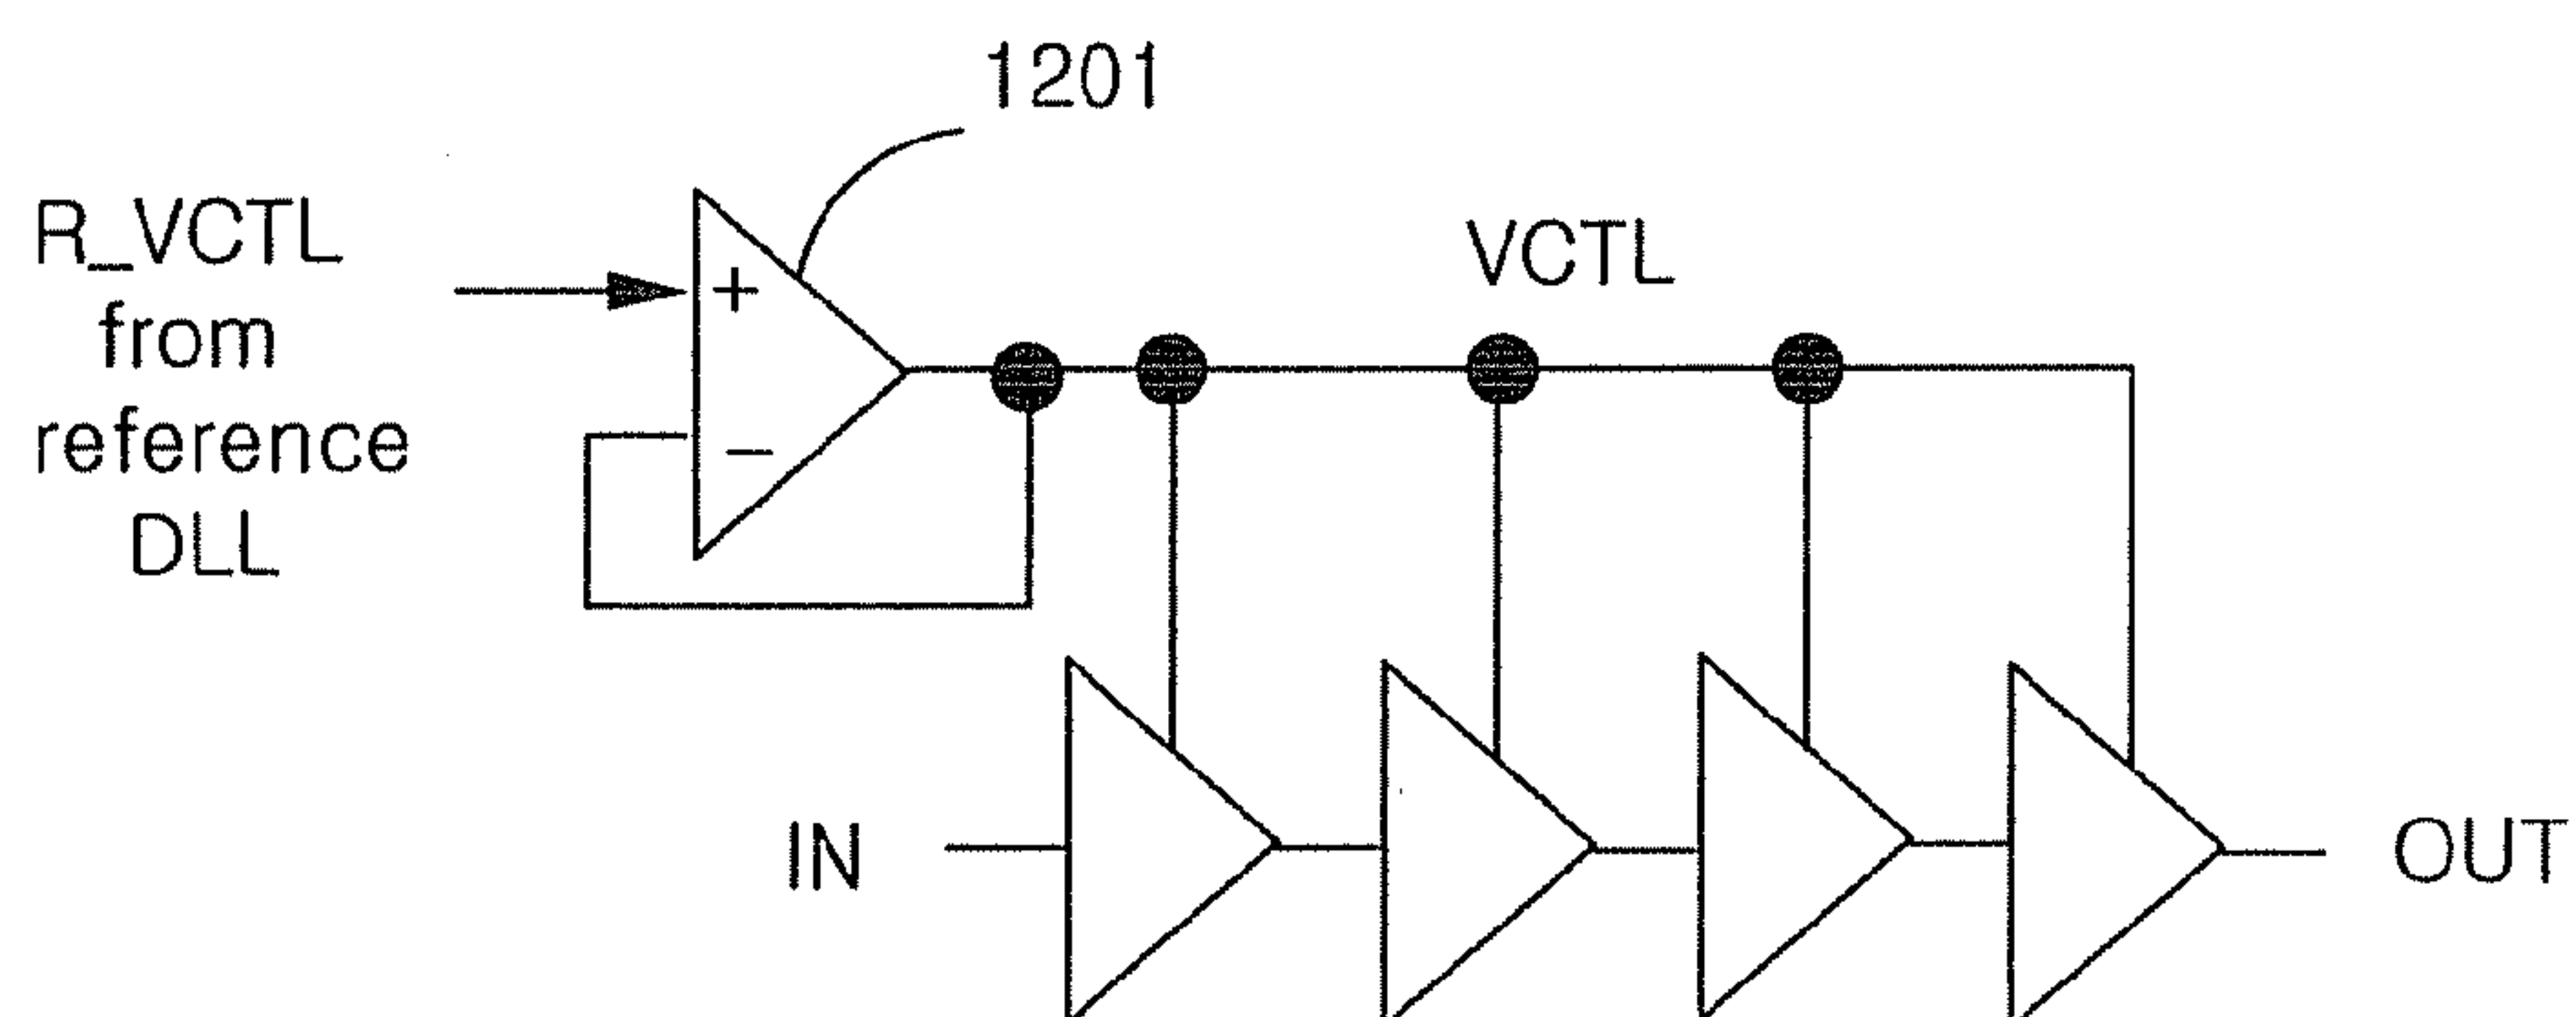 1201
R_VCTL
from
reference
DLL
+
−
VCTL
IN
OUT